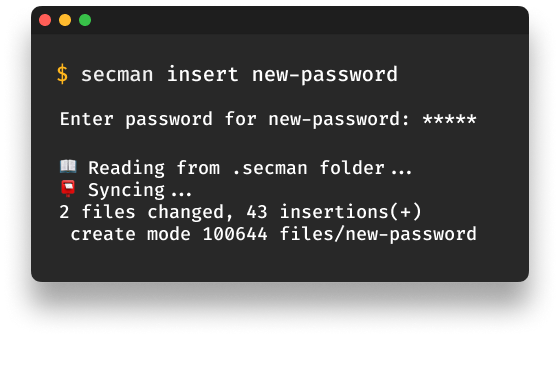 $ secman insert new-password
Enter password for new-password: *****
📖 Reading from .secman folder...
📮 Syncing...
2 files changed, 43 insertions(+)
create mode 100644 files/new-password